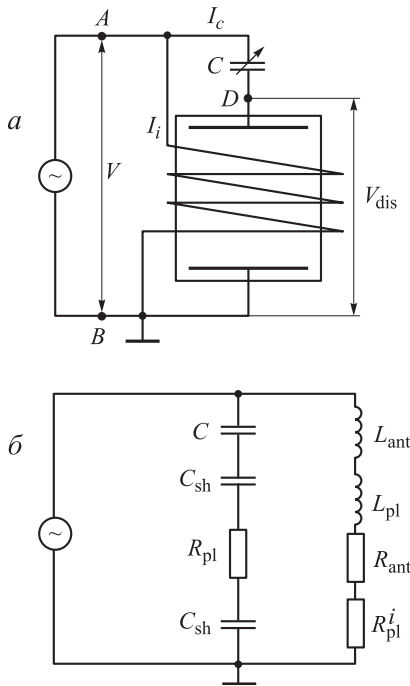 A
I_c
C
D
а
I_i
V
V_dis
~
B
б
C
L_ant
C_sh
L_pl
~
R_pl
R_ant
C_sh
R^i_pl